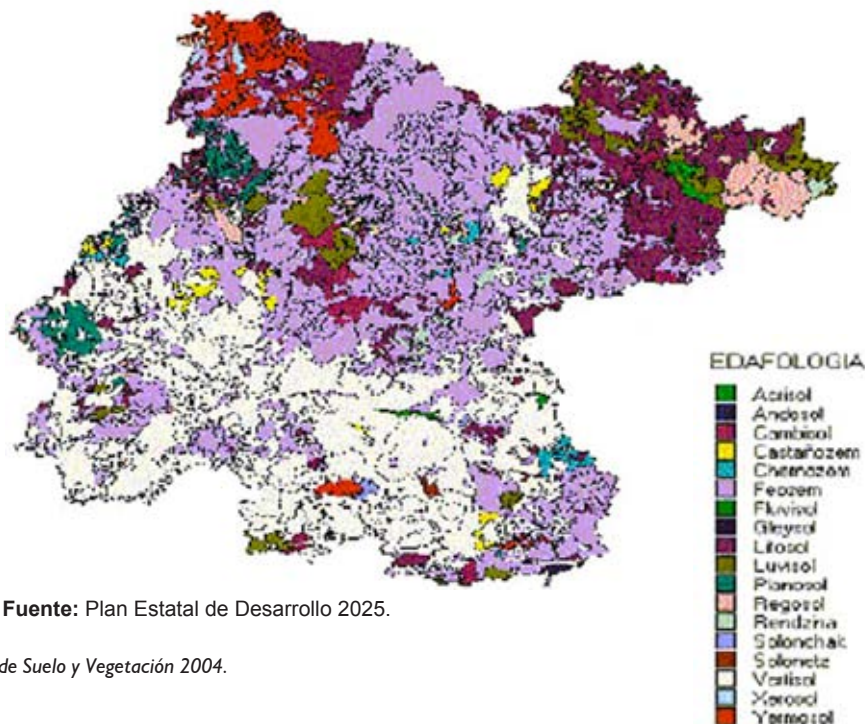 EDAFOLOGIA
Acrisol
Andosol
Cambisol
Castañozem
Chernozem
Feozem
Fluvisol
Gleysol
Litosol
Luvisol
Planosol
Regosol
Rendzina
Solonchak
Solonetz
Vertisol
Xerosol
Yermosol
Fuente: Plan Estatal de Desarrollo 2025.
de Suelo y Vegetación 2004.